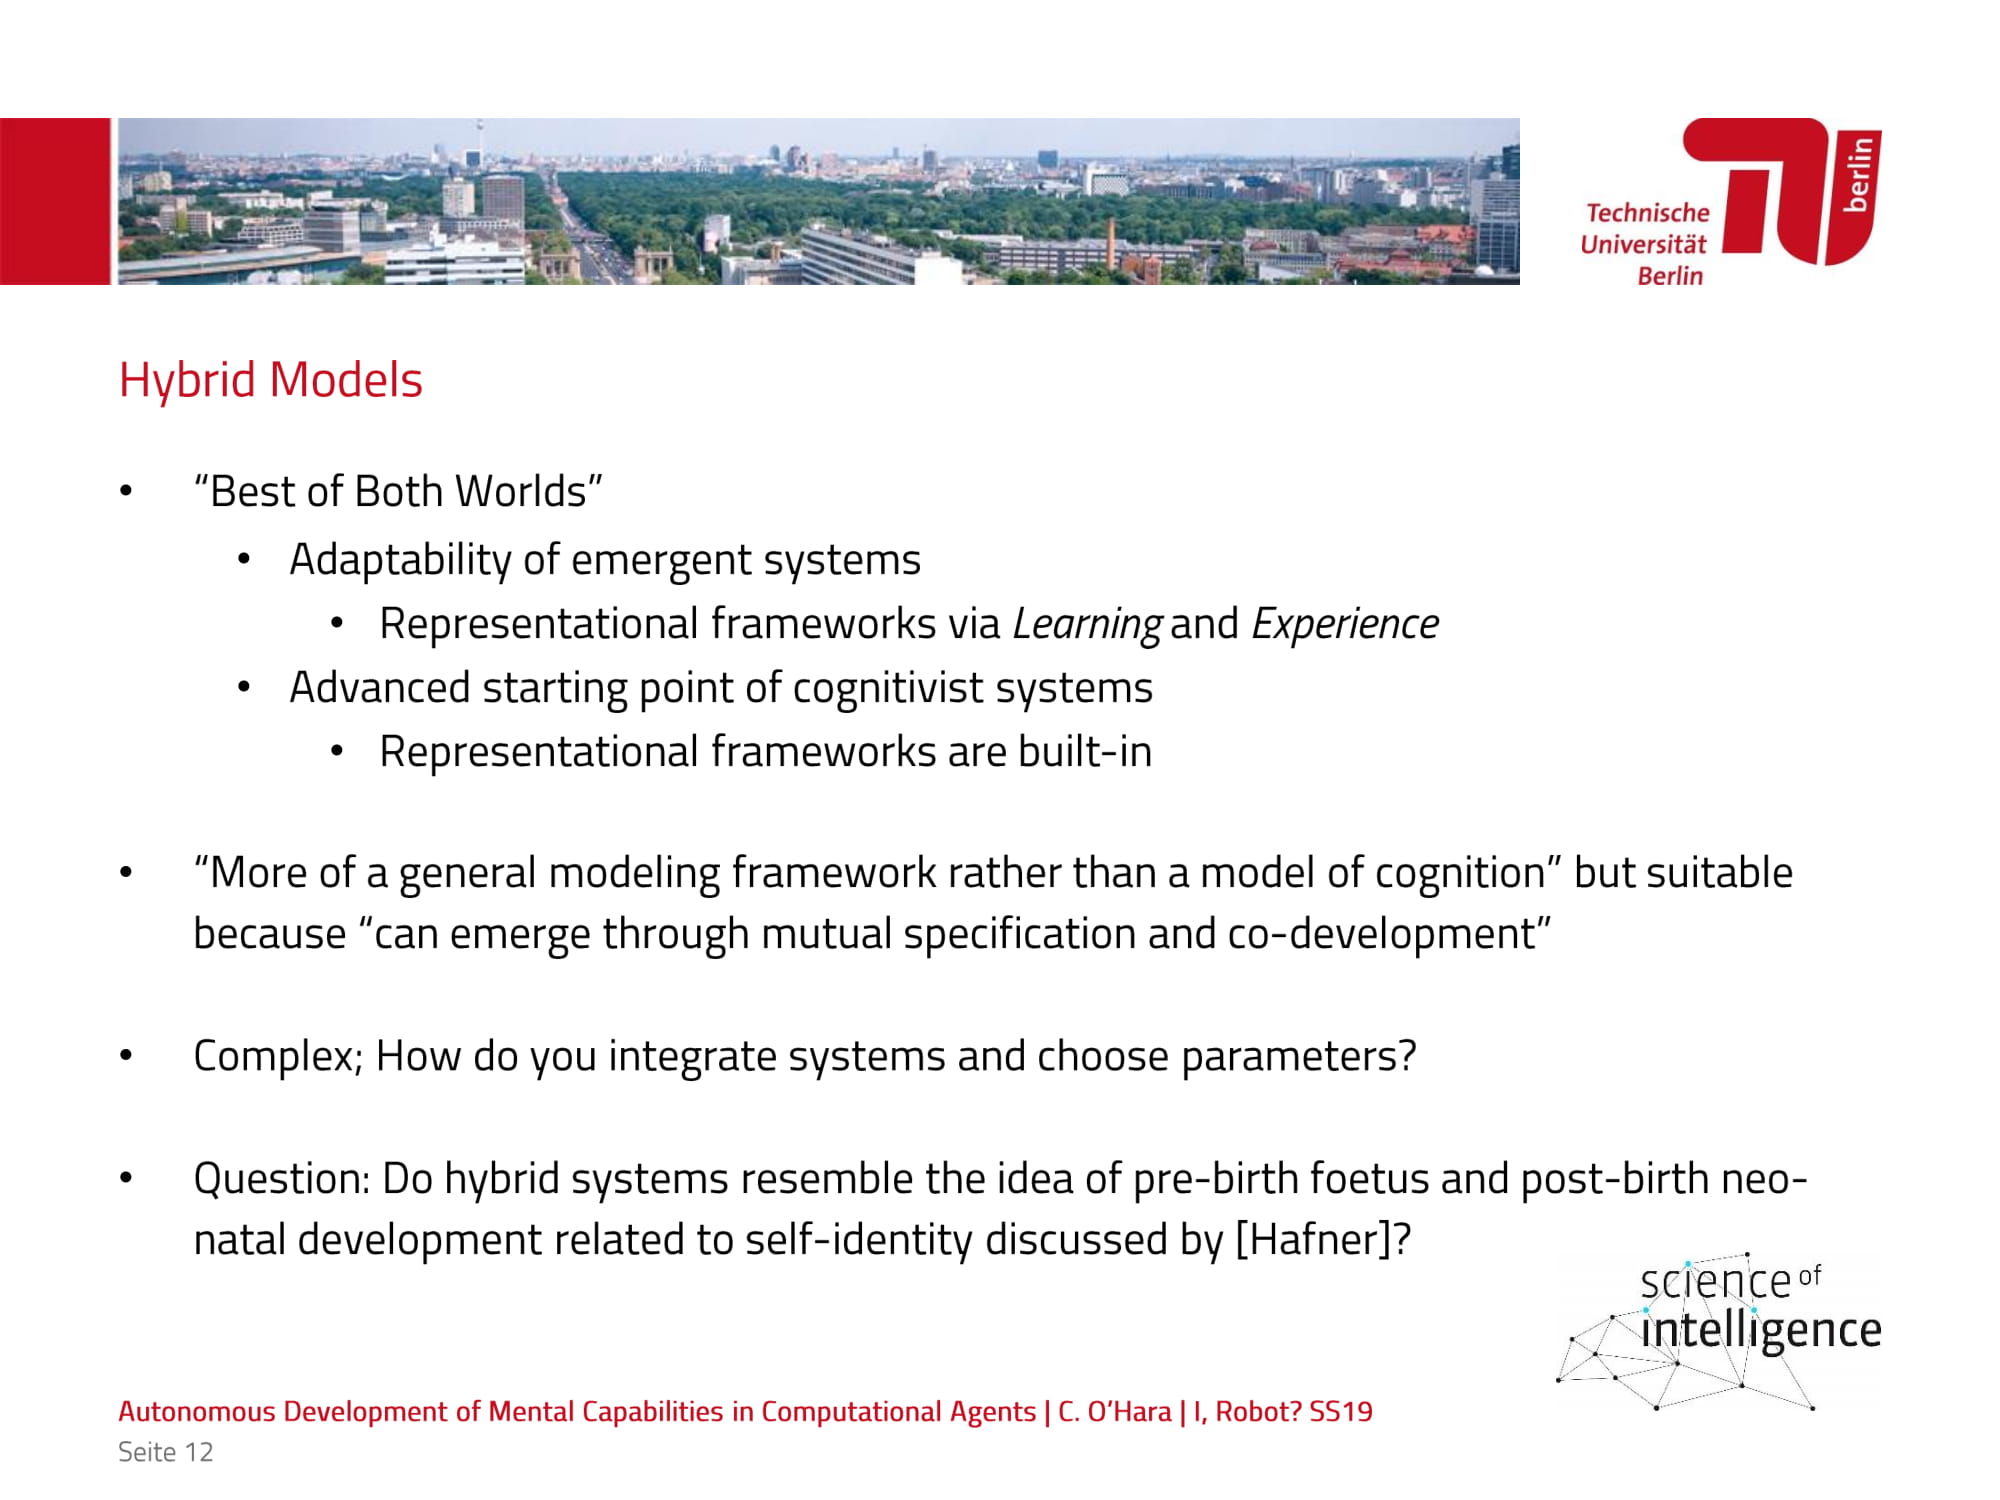 berlin
Technische
Universität
Berlin
Hybrid Models
• “Best of Both Worlds”
• Adaptability of emergent systems
• Representational frameworks via Learning and Experience
• Advanced starting point of cognitivist systems
• Representational frameworks are built-in
• “More of a general modeling framework rather than a model of cognition” but suitable
because “can emerge through mutual specification and co-development”
• Complex; How do you integrate systems and choose parameters?
• Question: Do hybrid systems resemble the idea of pre-birth foetus and post-birth neo-
natal development related to self-identity discussed by [Hafner]?
science of
intelligence
Autonomous Development of Mental Capabilities in Computational Agents | C. O’Hara | I, Robot? SS19
Seite 12